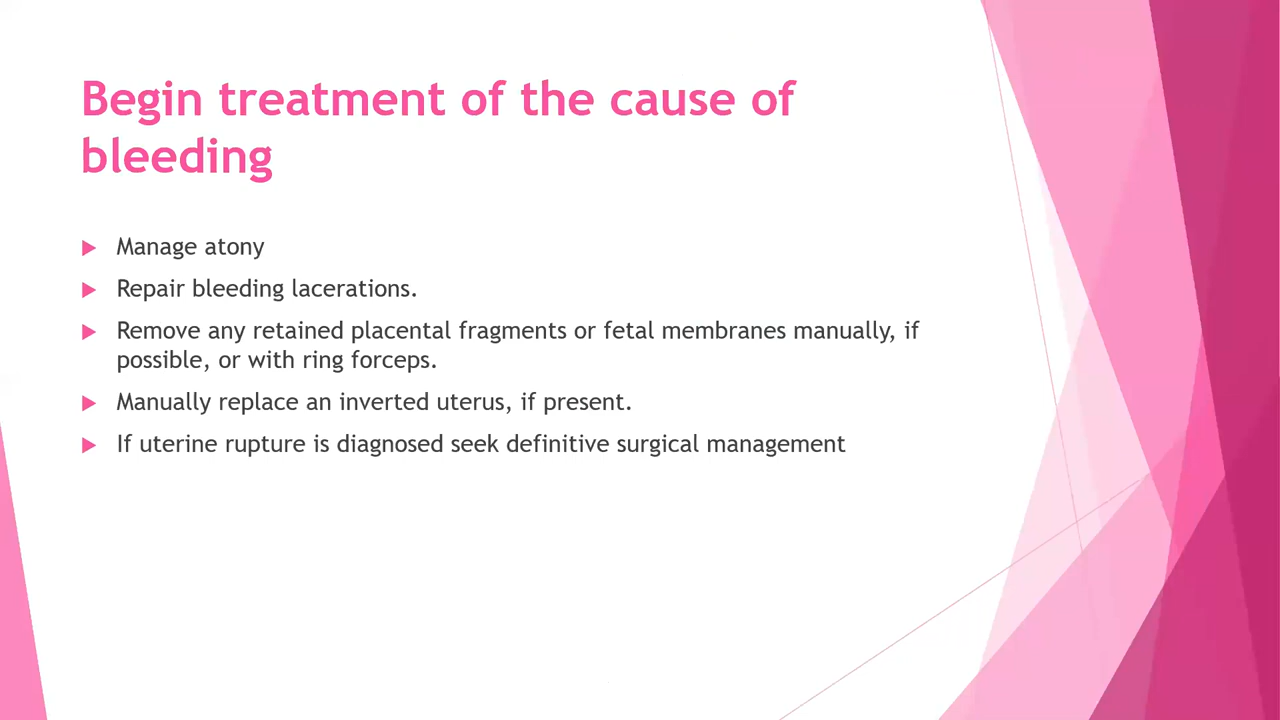 Begin treatment of the cause of
bleeding
Manage atony
Repair bleeding lacerations.
Remove any retained placental fragments or fetal membranes manually, if
possible, or with ring forceps.
Manually replace an inverted uterus, if present.
If uterine rupture is diagnosed seek definitive surgical management